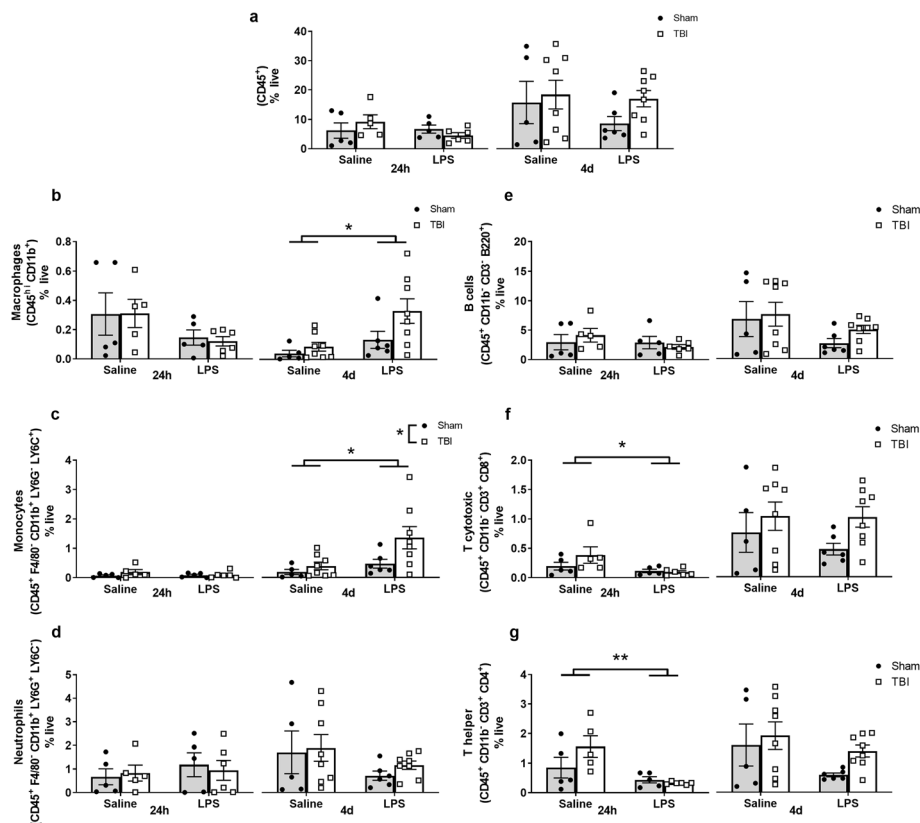 a
Sham
TBI
(CD45⁺)
% live
40
30
20
10
0
Saline LPS Saline LPS
24h 4d
b
Sham
TBI
Macrophages
(CD45ʰⁱ CD11b⁺)
% live
0.8
0.6
0.4
0.2
0.0
*
Saline LPS Saline LPS
24h 4d
c
Sham
* TBI
Monocytes
(CD45⁺ F4/80⁻ CD11b⁺ LY6G⁻ LY6C⁺)
% live
4
3
2
1
0
*
Saline LPS Saline LPS
24h 4d
d
Neutrophils
(CD45⁺ F4/80⁻ CD11b⁺ LY6G⁺ LY6C⁻)
% live
5
4
3
2
1
0
Saline LPS Saline LPS
24h 4d
e
Sham
TBI
B cells
(CD45⁺ CD11b⁻ CD3⁻ B220⁺)
% live
20
15
10
5
0
Saline LPS Saline LPS
24h 4d
f
Sham
TBI
T cytotoxic
(CD45⁺ CD11b⁻ CD3⁺ CD8⁺)
% live
2.0
1.5
1.0
0.5
0.0
*
Saline LPS Saline LPS
24h 4d
g
Sham
TBI
T helper
(CD45⁺ CD11b⁻ CD3⁺ CD4⁺)
% live
4
3
2
1
0
**
Saline LPS Saline LPS
24h 4d